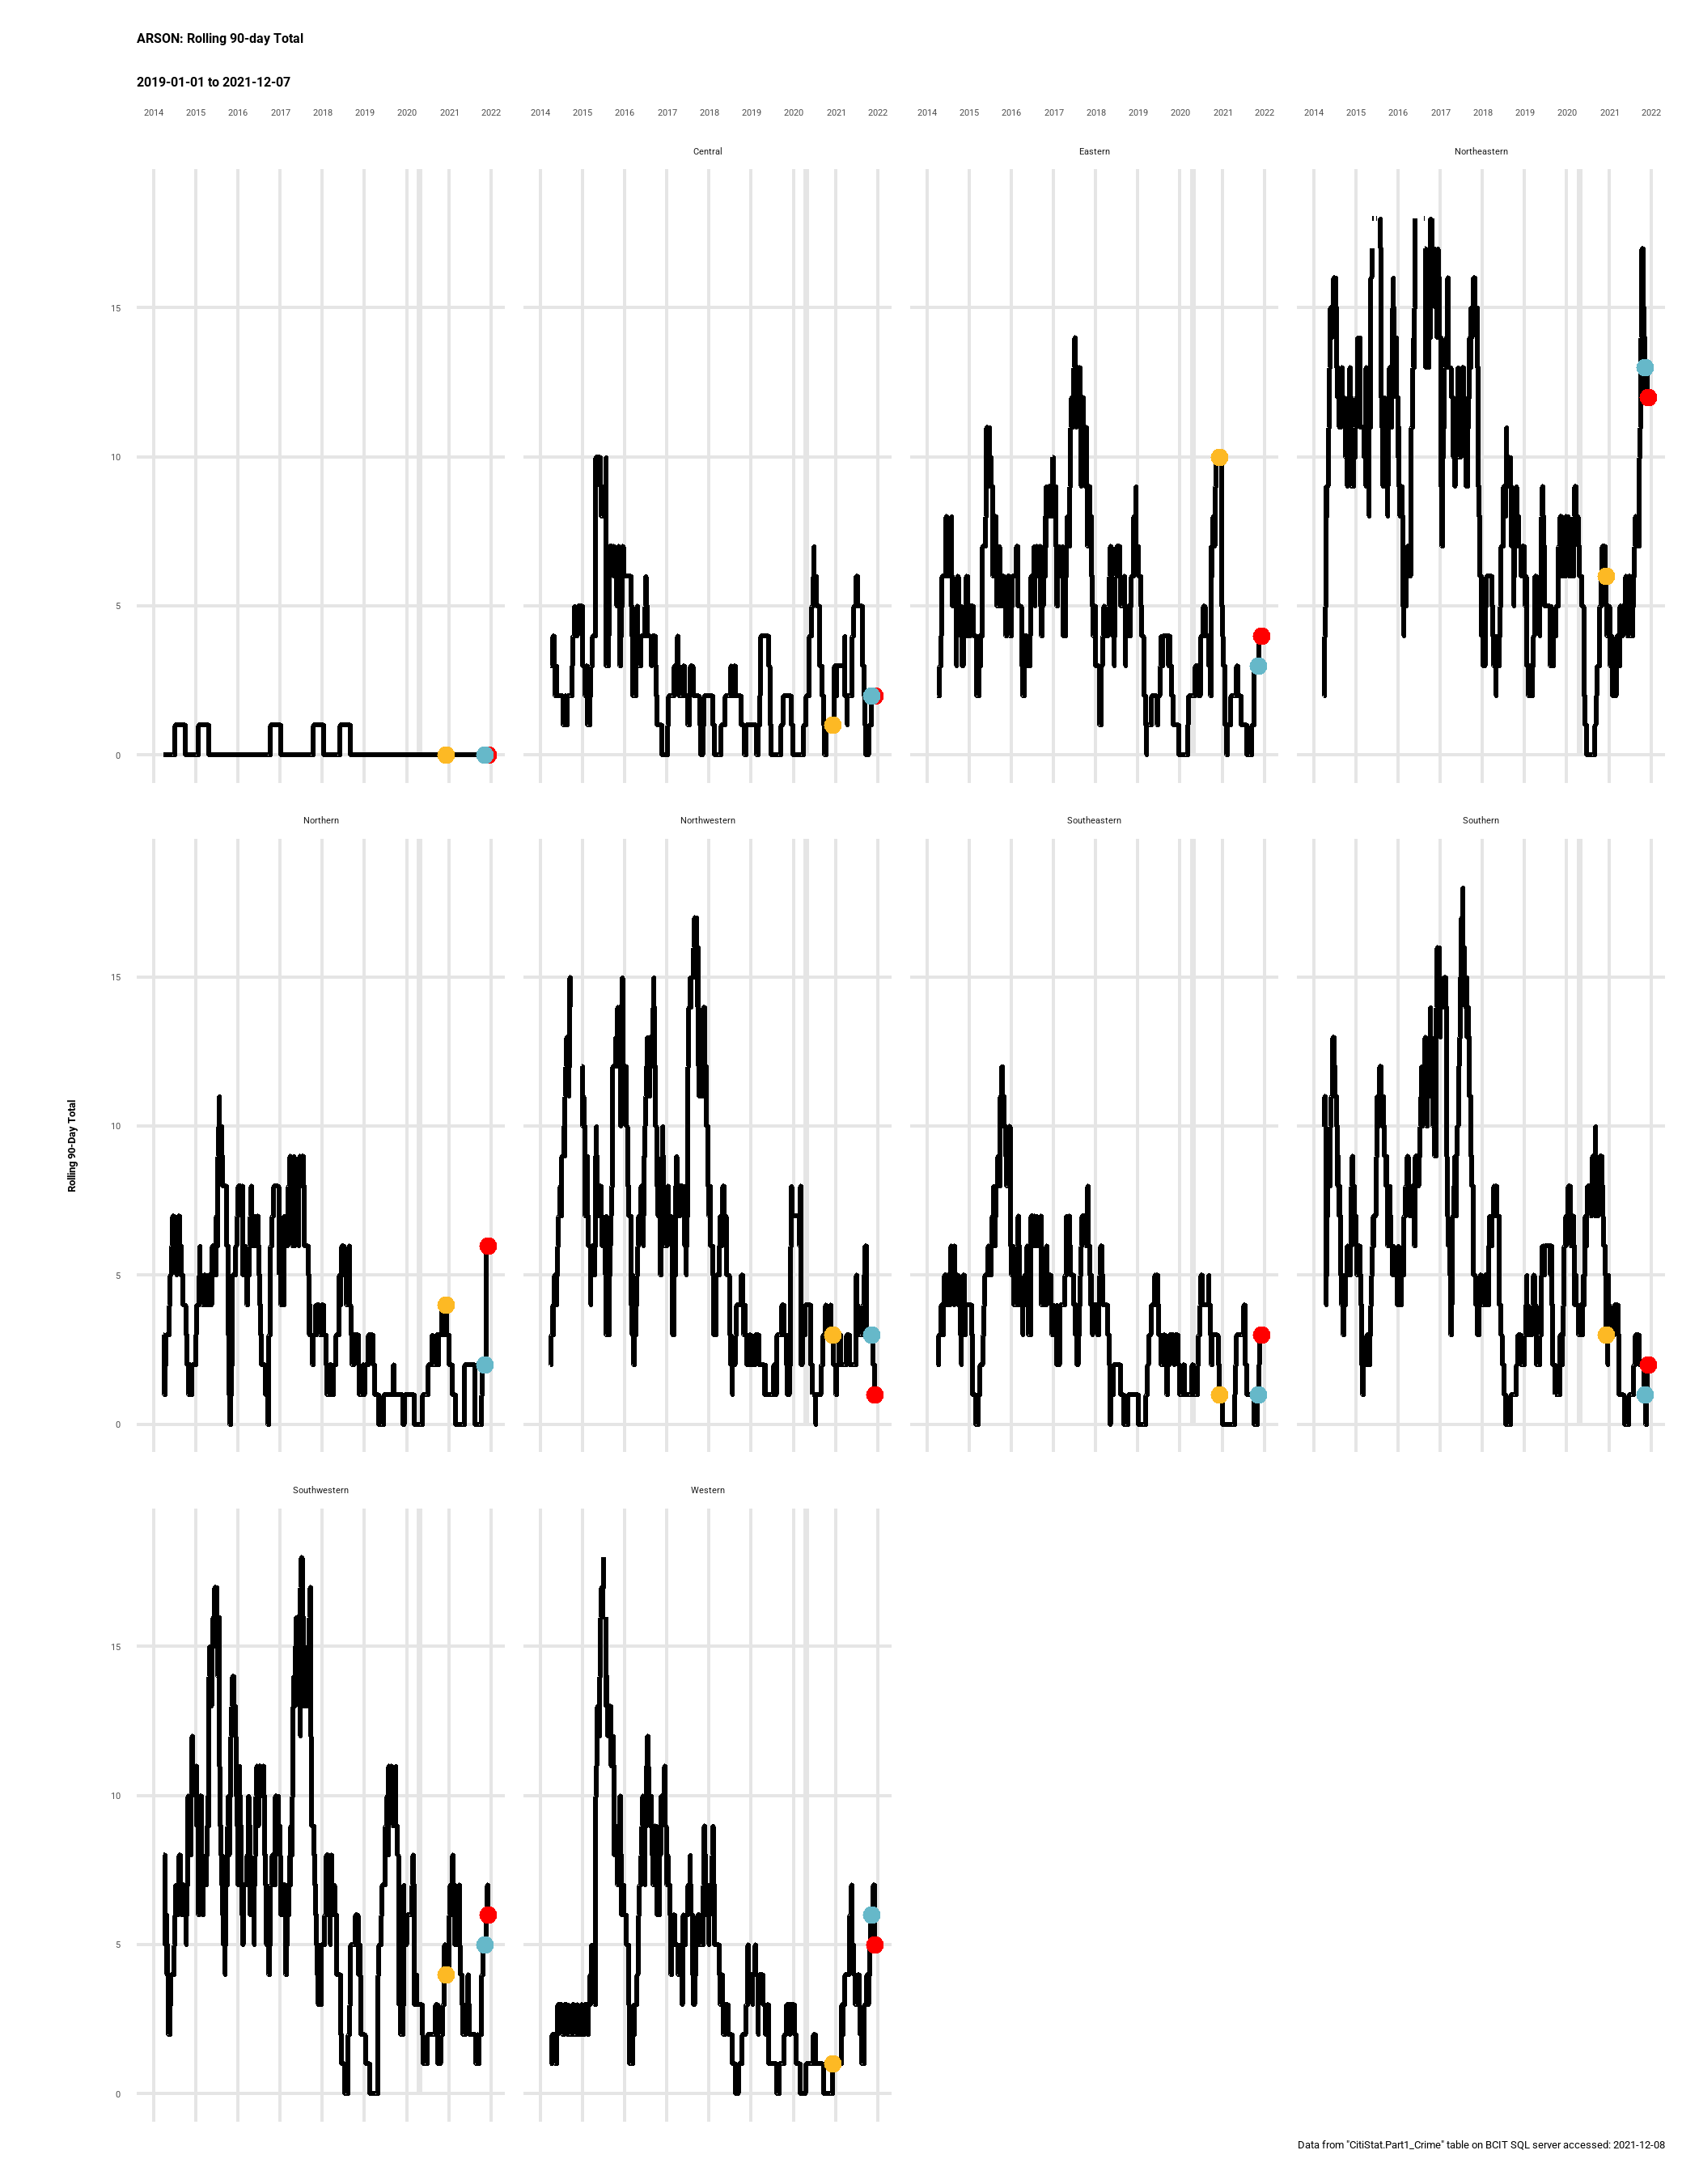 ARSON: Rolling 90-day Total
2019-01-01 to 2021-12-07
2014 2015 2016 2017 2018 2019 2020 2021 2022 2014 2015 2016 2017 2018 2019 2020 2021 2022 2014 2015 2016 2017 2018 2019 2020 2021 2022 2014 2015 2016 2017 2018 2019 2020 2021 2022
Central Eastern Northeastern
15
10
5
0
Northern Northwestern Southeastern Southern
15
10
5
0
Rolling 90-Day Total
Southwestern Western
15
10
5
0
Data from "CitiStat.Part1_Crime" table on BCIT SQL server accessed: 2021-12-08